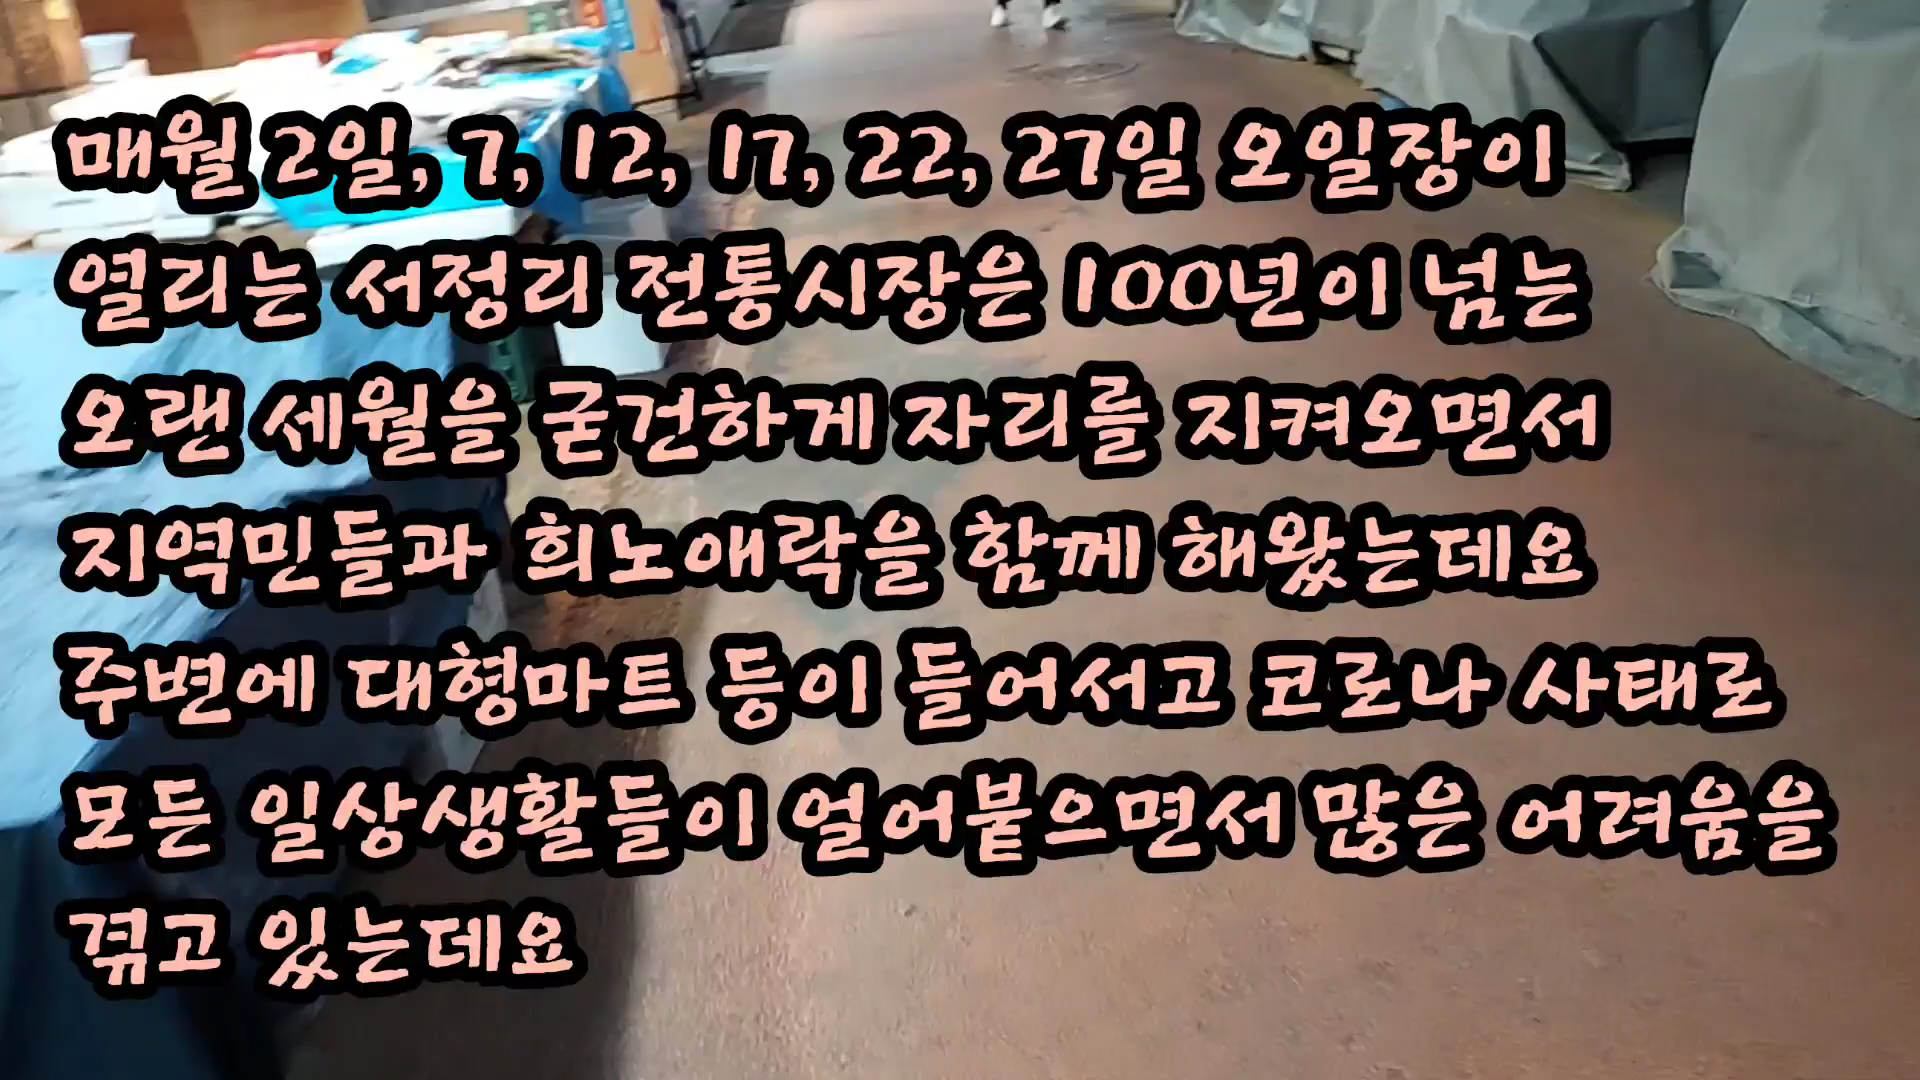 매월 2일, 7, 12, 17, 22, 27일 오일장이
열리는 서정리 전통시장은 100년이 넘는
오랜 세월을 굳건하게 자리를 지켜오면서
지역민들과 희노애락을 함께 해왔는데요
주변에 대형마트 등이 들어서고 코로나 사태로
모든 일상생활들이 얼어붙으면서 많은 어려움을
겪고 있는데요